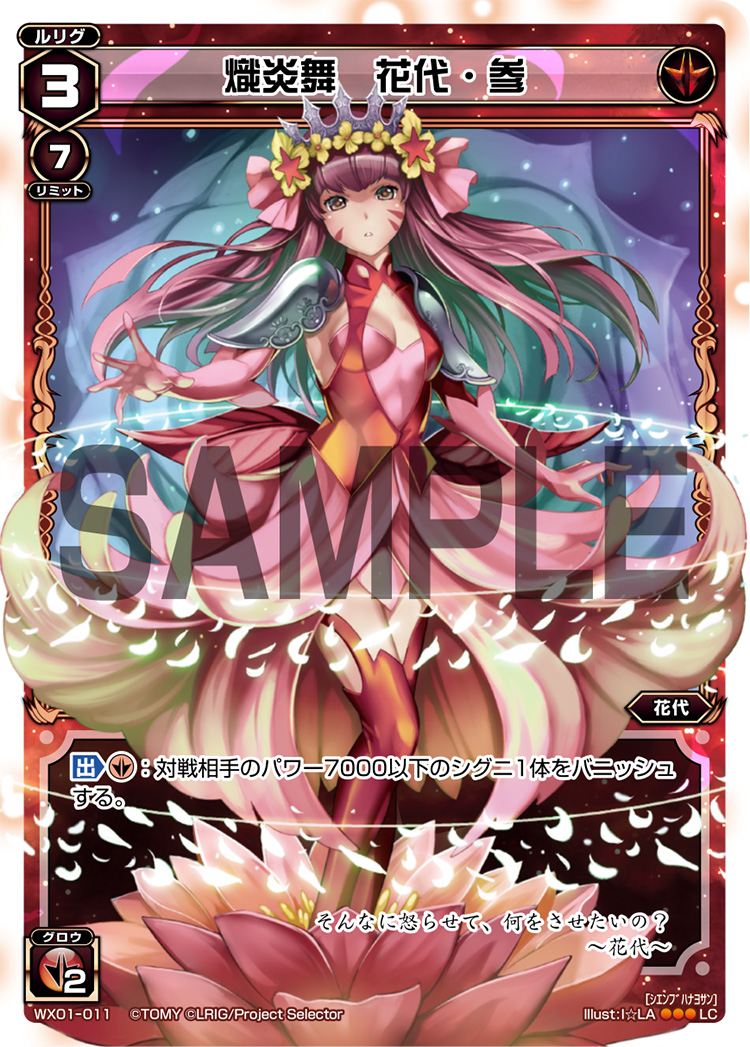 ルリグ
3
熾炎舞　花代・参
7
リミット
SAMPLE
花代
出 : 対戦相手のパワー7000以下のシグニ1体をバニッシュ
する。
そんなに怒らせて、何をさせたいの？
～花代～
グロウ
2
[ｼｴﾝﾌﾞﾊﾅﾖｻﾝ]
WX01-011 ©TOMY ©LRIG/Project Selector Illust:I☆LA LC